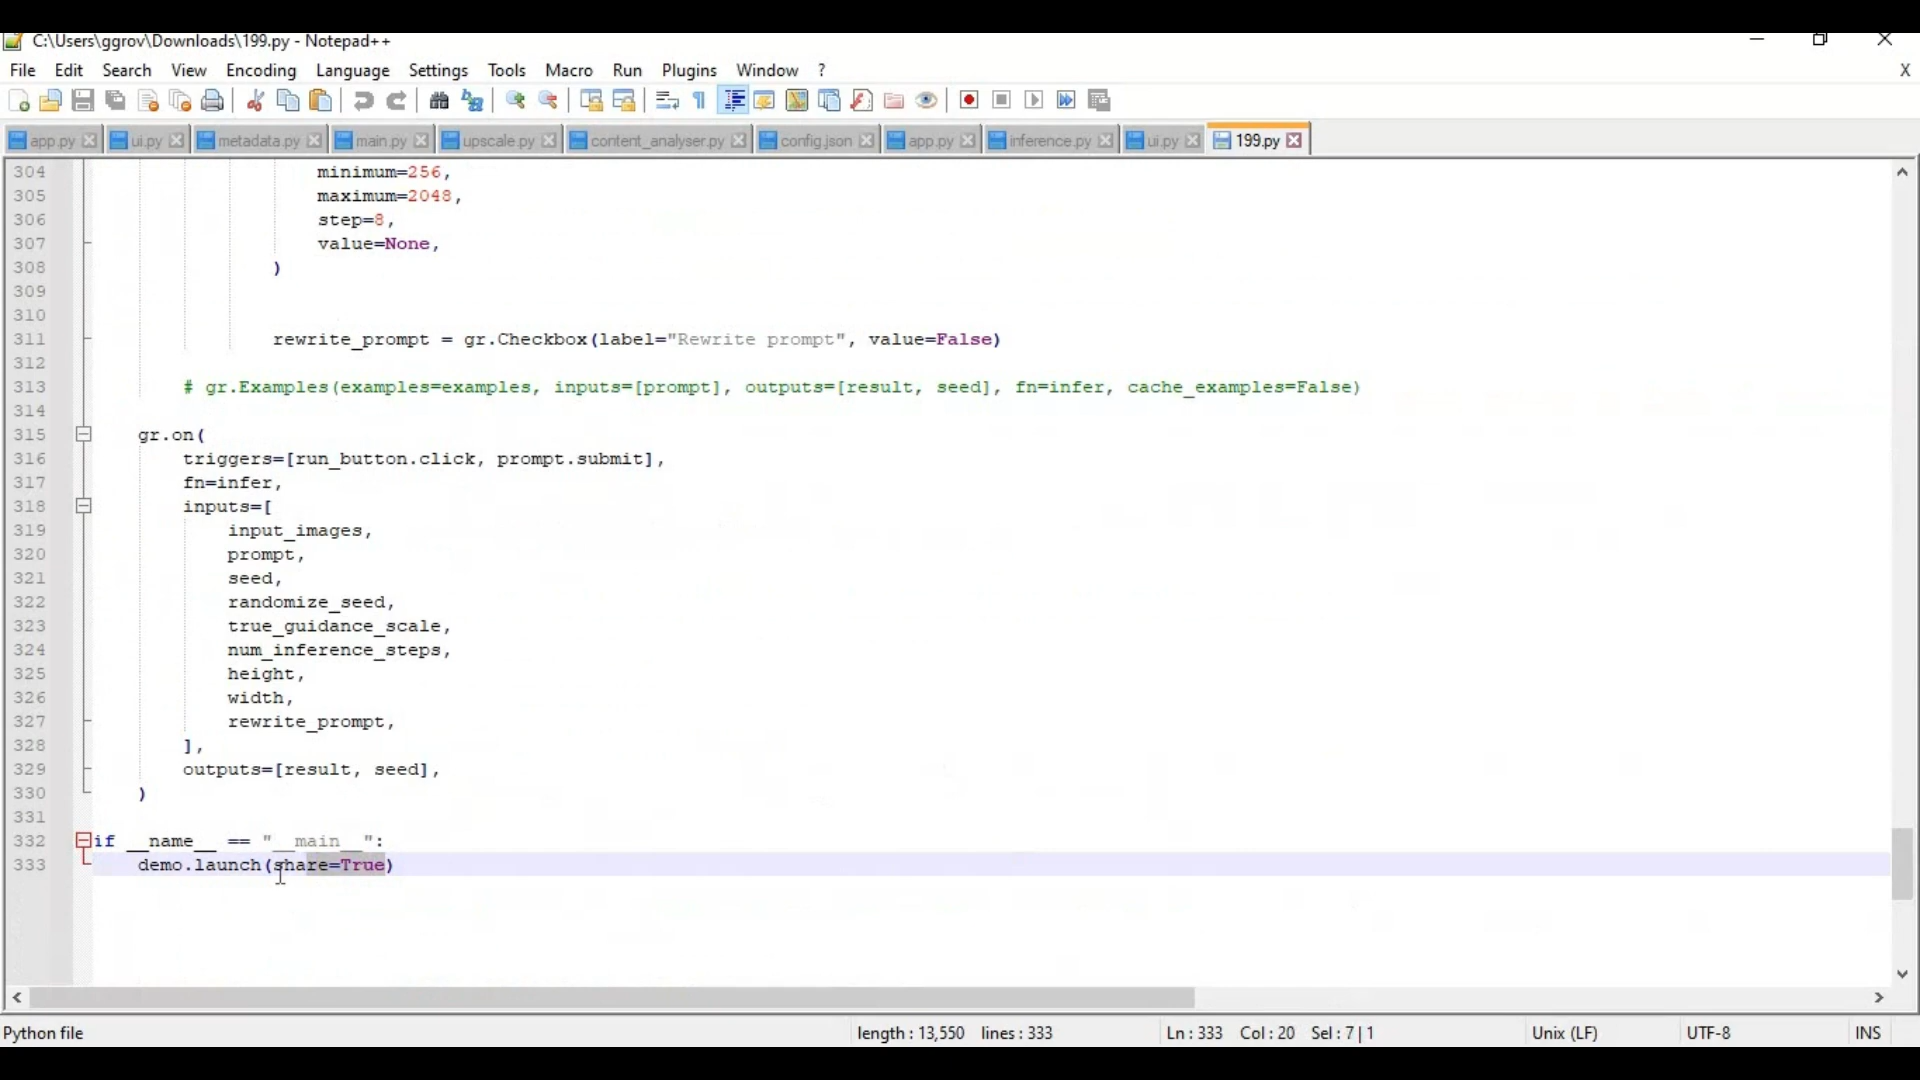 C:\Users\ggrov\Downloads\199.py - Notepad++
File Edit Search View Encoding Language Settings Tools Macro Run Plugins Window ? X
app.py ui.py metadata.py main.py upscale.py content_analyser.py config.json app.py inference.py ui.py 199.py
304 minimum=256,
305 maximum=2048,
306 step=8,
307 value=None,
308 )
309
310
311 rewrite_prompt = gr.Checkbox(label="Rewrite prompt", value=False)
312
313 # gr.Examples(examples=examples, inputs=[prompt], outputs=[result, seed], fn=infer, cache_examples=False)
314
315 gr.on(
316 triggers=[run_button.click, prompt.submit],
317 fn=infer,
318 inputs=[
319 input_images,
320 prompt,
321 seed,
322 randomize_seed,
323 true_guidance_scale,
324 num_inference_steps,
325 height,
326 width,
327 rewrite_prompt,
328 ],
329 outputs=[result, seed],
330 )
331
332 if __name__ == "__main__":
333 demo.launch(share=True)
Python file length : 13,550 lines : 333 Ln : 333 Col : 20 Sel : 7 | 1 Unix (LF) UTF-8 INS